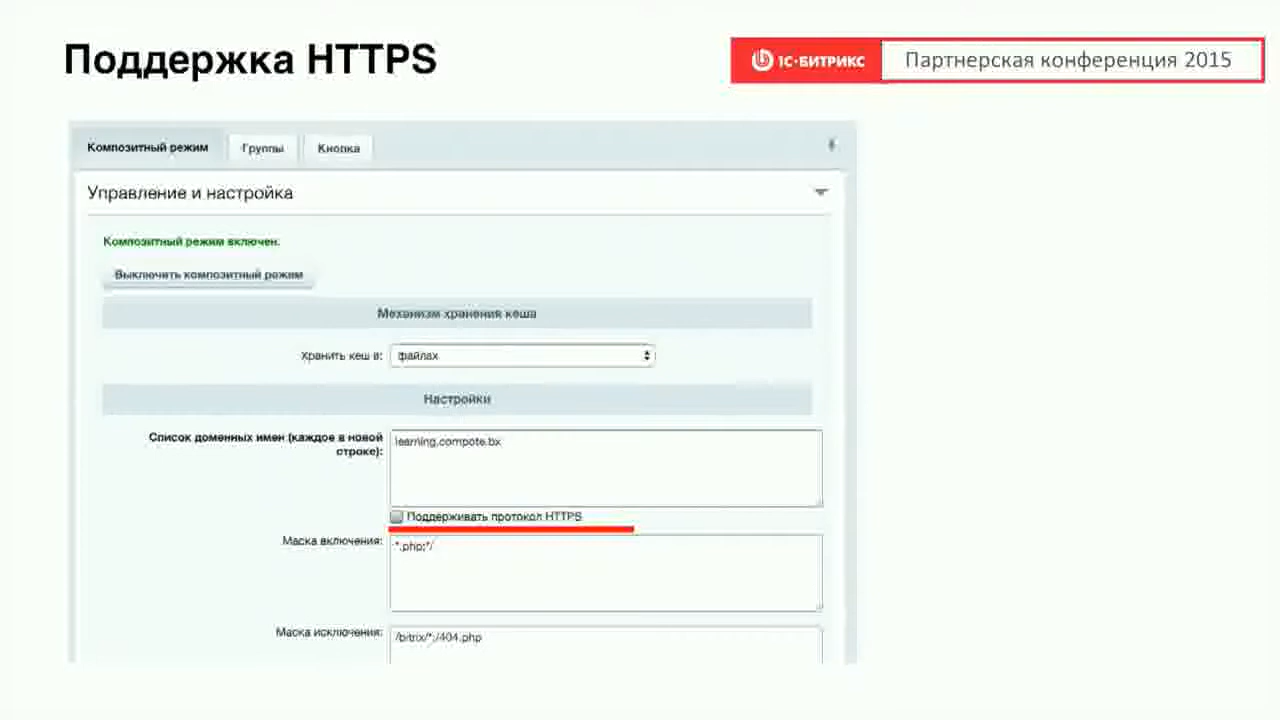 Поддержка HTTPS
1С-БИТРИКС
Партнерская конференция 2015
Композитный режим
Группы
Кнопка
Управление и настройка
Композитный режим включен.
Выключить композитный режим
Механизм хранения кеша
Хранить кеш в:
файлах
Настройки
Список доменных имен (каждое в новой
строке):
learning.compote.bx
Поддерживать протокол HTTPS
Маска включения:
*.php;*/
Маска исключения:
/bitrix/*;/404.php